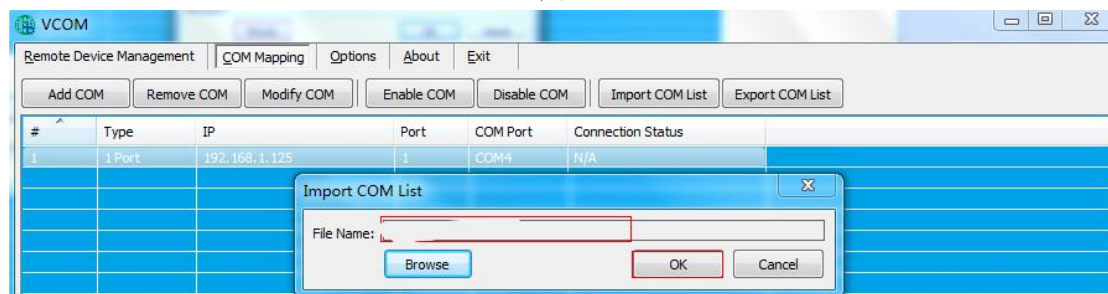 VCOM
Remote Device Management COM Mapping Options About Exit
Add COM Remove COM Modify COM Enable COM Disable COM Import COM List Export COM List
# Type IP Port COM Port Connection Status
1 1 Port 192.168.1.125 1 COM4 N/A
Import COM List
File Name:
Browse OK Cancel